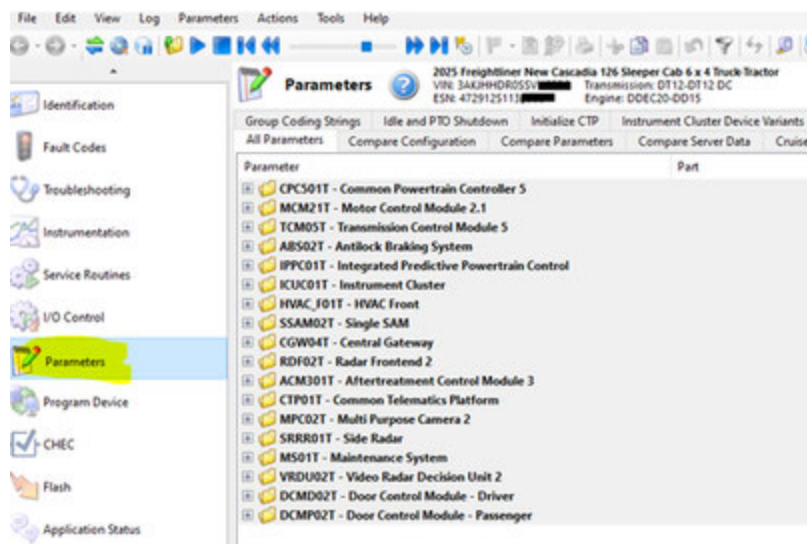 File Edit View Log Parameters Actions Tools Help
Parameters
2025 Freightliner New Cascadia 126 Sleeper Cab 6 x 4 Truck-Tractor
VIN: 3AKJHHDR0SSV Transmission: DT12-DT12 DC
ESN: 4729125113 Engine: DDEC20-DD15
Identification
Fault Codes
Troubleshooting
Instrumentation
Service Routines
I/O Control
Parameters
Program Device
CHEC
Flash
Application Status
Group Coding Strings Idle and PTO Shutdown Initialize CTP Instrument Cluster Device Variants
All Parameters Compare Configuration Compare Parameters Compare Server Data Cruise
Parameter Part
CPC501T - Common Powertrain Controller 5
MCM21T - Motor Control Module 2.1
TCM05T - Transmission Control Module 5
ABS02T - Antilock Braking System
IPPC01T - Integrated Predictive Powertrain Control
ICUC01T - Instrument Cluster
HVAC_F01T - HVAC Front
SSAM02T - Single SAM
CGW04T - Central Gateway
RDF02T - Radar Frontend 2
ACM301T - Aftertreatment Control Module 3
CTP01T - Common Telematics Platform
MPC02T - Multi Purpose Camera 2
SRRR01T - Side Radar
MS01T - Maintenance System
VRDU02T - Video Radar Decision Unit 2
DCMD02T - Door Control Module - Driver
DCMP02T - Door Control Module - Passenger